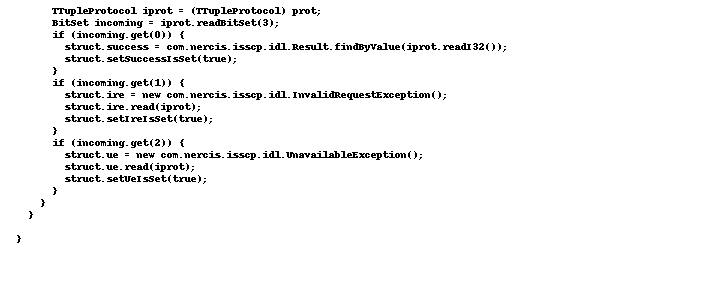 TTupleProtocol iprot = (TTupleProtocol) prot;
BitSet incoming = iprot.readBitSet(3);
if (incoming.get(0)) {
struct.success = com.nercis.isscp.idl.Result.findByValue(iprot.readI32());
struct.setSuccessIsSet(true);
}
if (incoming.get(1)) {
struct.ire = new com.nercis.isscp.idl.InvalidRequestException();
struct.ire.read(iprot);
struct.setIreIsSet(true);
}
if (incoming.get(2)) {
struct.ue = new com.nercis.isscp.idl.UnavailableException();
struct.ue.read(iprot);
struct.setUeIsSet(true);
}
}
}
}